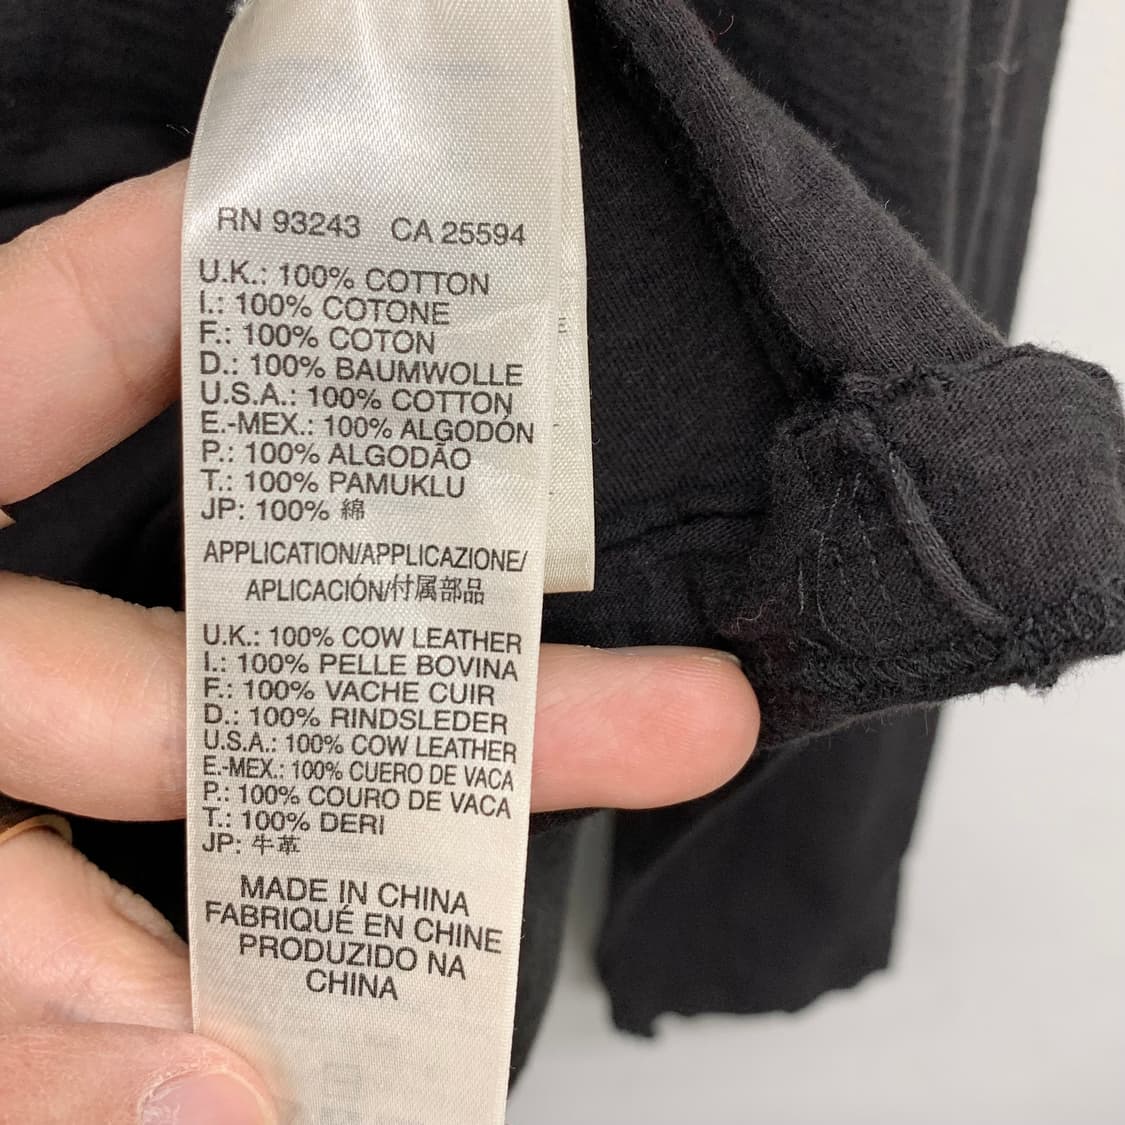 RN 93243 CA 25594
U.K.: 100% COTTON
I.: 100% COTONE
F.: 100% COTON
D.: 100% BAUMWOLLE
U.S.A.: 100% COTTON
E.-MEX.: 100% ALGODÓN
P.: 100% ALGODÃO
T.: 100% PAMUKLU
JP: 100% 綿
APPLICATION/APPLICAZIONE/
APLICACIÓN/付属部品
U.K.: 100% COW LEATHER
I.: 100% PELLE BOVINA
F.: 100% VACHE CUIR
D.: 100% RINDSLEDER
U.S.A.: 100% COW LEATHER
E.-MEX.: 100% CUERO DE VACA
P.: 100% COURO DE VACA
T.: 100% DERI
JP: 牛革
MADE IN CHINA
FABRIQUÉ EN CHINE
PRODUZIDO NA
CHINA